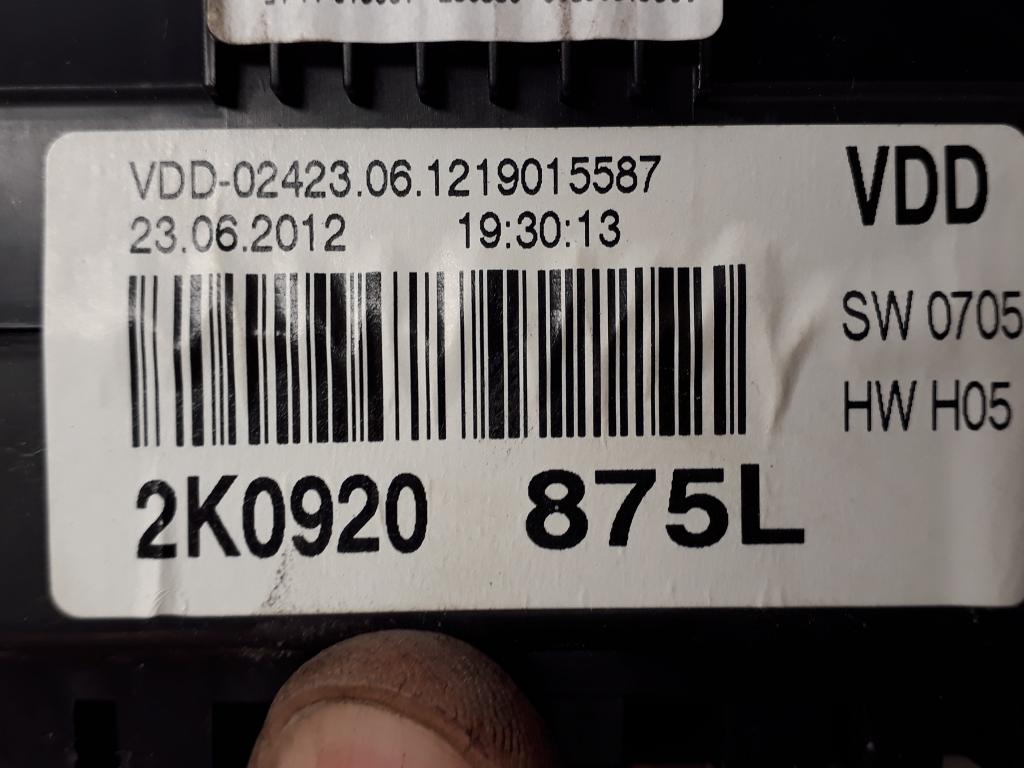 VDD-02423.06.1219015587
23.06.2012 19:30:13
VDD
SW 0705
HW H05
2K0920 875L